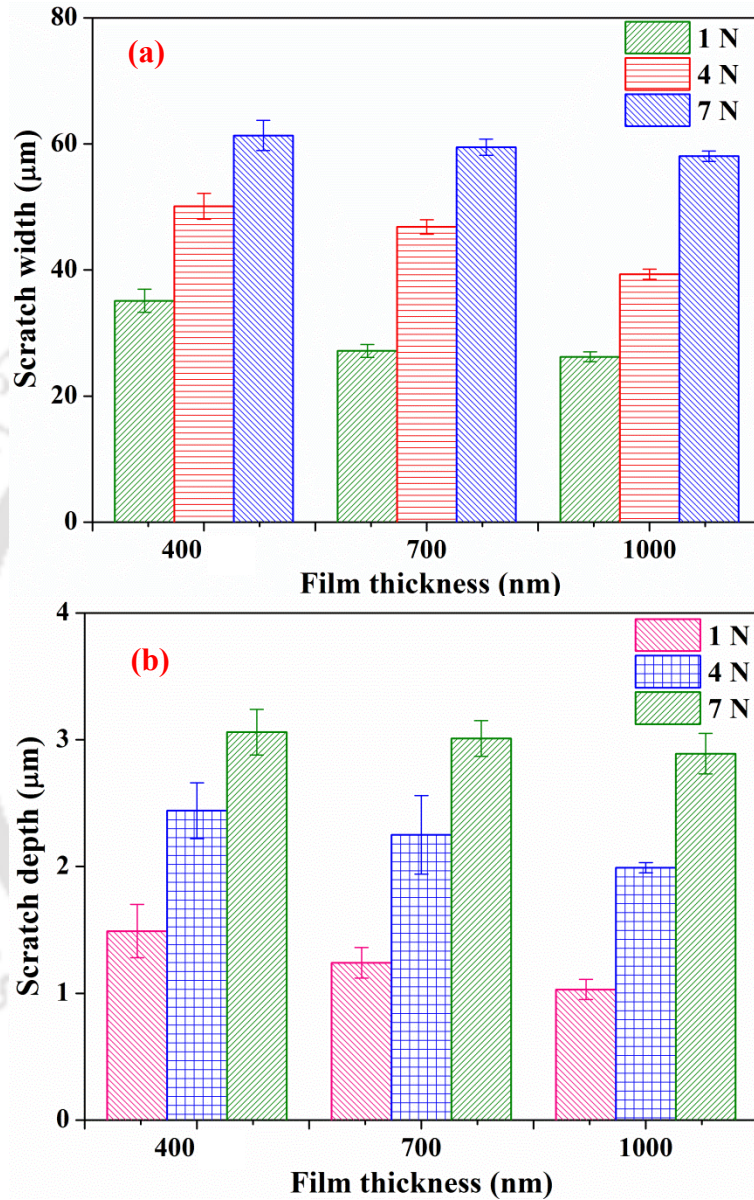 80
(a)
1 N
4 N
7 N
60
40
20
0
Scratch width (μm)
400
700
1000
Film thickness (nm)
4
(b)
1 N
4 N
7 N
3
2
1
0
Scratch depth (μm)
400
700
1000
Film thickness (nm)